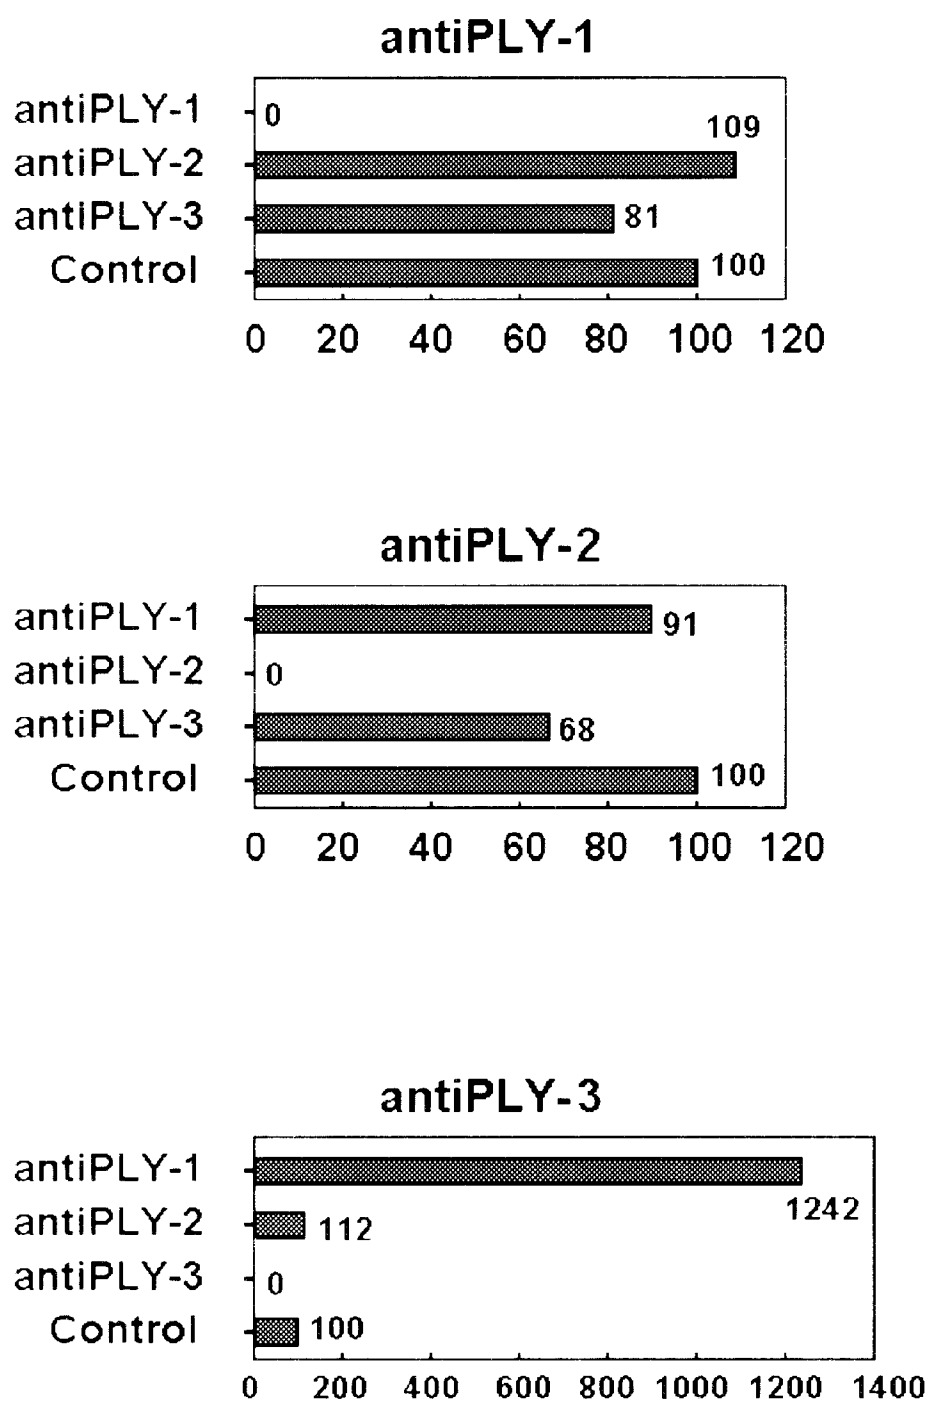 antiPLY-1
antiPLY-1 0
109
antiPLY-2
antiPLY-3 81
Control 100
0 20 40 60 80 100 120
antiPLY-2
antiPLY-1 91
antiPLY-2 0
antiPLY-3 68
Control 100
0 20 40 60 80 100 120
antiPLY-3
antiPLY-1
1242
antiPLY-2 112
antiPLY-3 0
Control 100
0 200 400 600 800 1000 1200 1400